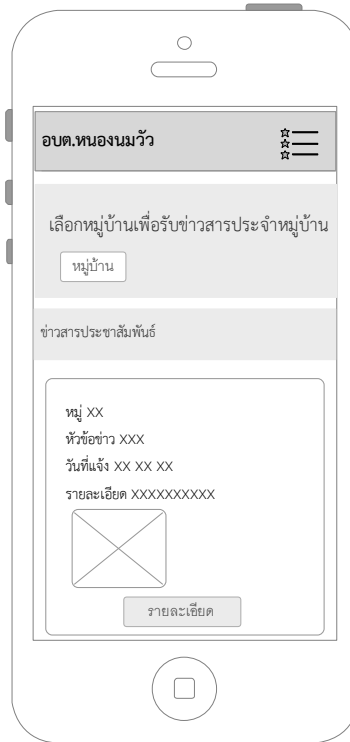 อบต.หนองนมวัว
เลือกหมู่บ้านเพื่อรับข่าวสารประจำหมู่บ้าน
หมู่บ้าน
ข่าวสารประชาสัมพันธ์
หมู่ XX
หัวข้อข่าว XXX
วันที่แจ้ง XX XX XX
รายละเอียด XXXXXXXXXX
รายละเอียด